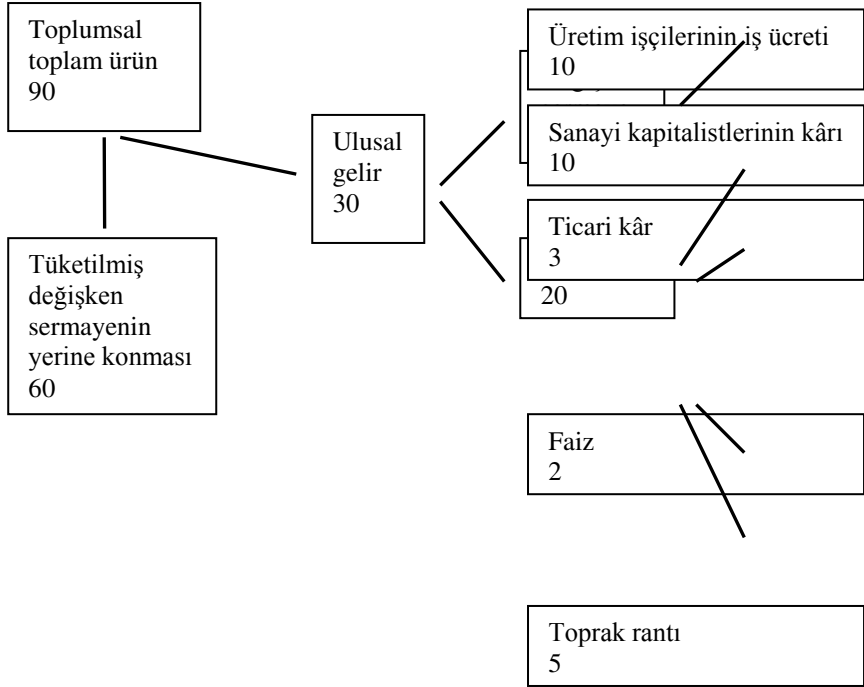 Toplumsal
toplam ürün
90
Tüketilmiş
değişken
sermayenin
yerine konması
60
Ulusal
gelir
30
Üretim işçilerinin iş ücreti
10
Sanayi kapitalistlerinin kârı
10
Ticari kâr
3
20
Faiz
2
Toprak rantı
5